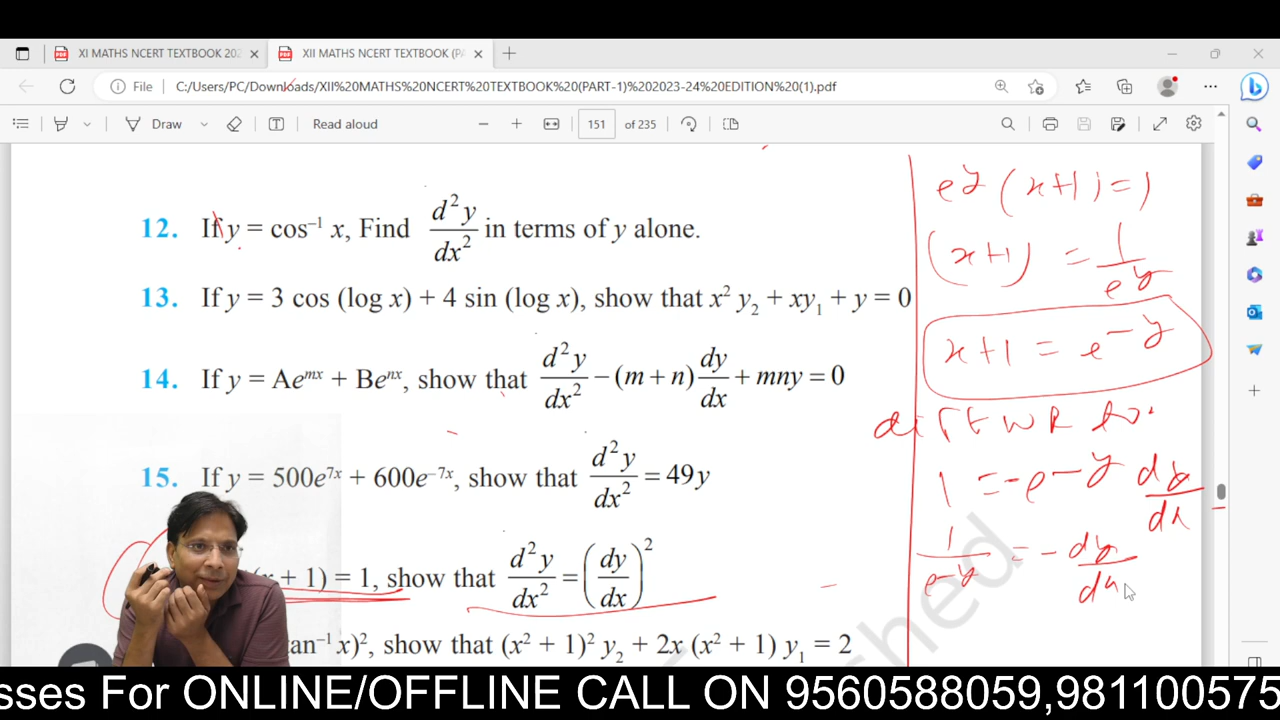 XI MATHS NCERT TEXTBOOK 202
XII MATHS NCERT TEXTBOOK (PA
File
C:/Users/PC/Downloads/XII%20MATHS%20NCERT%20TEXTBOOK%20(PART-1)%202023-24%20EDITION%20(1).pdf
Draw
Read aloud
151 of 235
12. If y = cos⁻¹ x, Find d²y/dx² in terms of y alone.
13. If y = 3 cos (log x) + 4 sin (log x), show that x² y₂ + xy₁ + y = 0
14. If y = Ae^mx + Be^nx, show that d²y/dx² − (m + n) dy/dx + mny = 0
15. If y = 500e^7x + 600e^−7x, show that d²y/dx² = 49y
+ 1) = 1, show that d²y/dx² = (dy/dx)²
an⁻¹ x)², show that (x² + 1)² y₂ + 2x (x² + 1) y₁ = 2
e^y (x+1) = 1
(x+1) = 1/e^y
x+1 = e^−y
diff w R to
1 = -e^−y dy/dx
1/e^−y = - dy/dx
shed
sses For ONLINE/OFFLINE CALL ON 9560588059,981100575